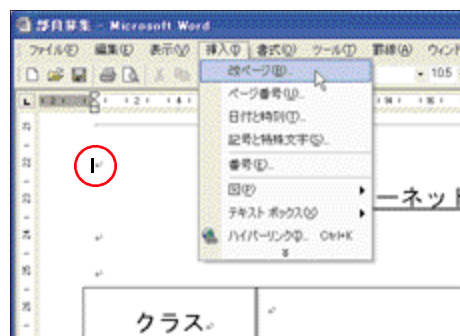 部員募集 - Microsoft Word
ファイル(F) 編集(E) 表示(V) 挿入(I) 書式(O) ツール(T) 罫線(A) ウィンド
10.5
改ページ(B)...
ページ番号(U)...
日付と時刻(T)...
記号と特殊文字(S)...
番号(E)...
図(P)
テキスト ボックス(X)
ハイパーリンク(I)... Ctrl+K
ーネット
クラス